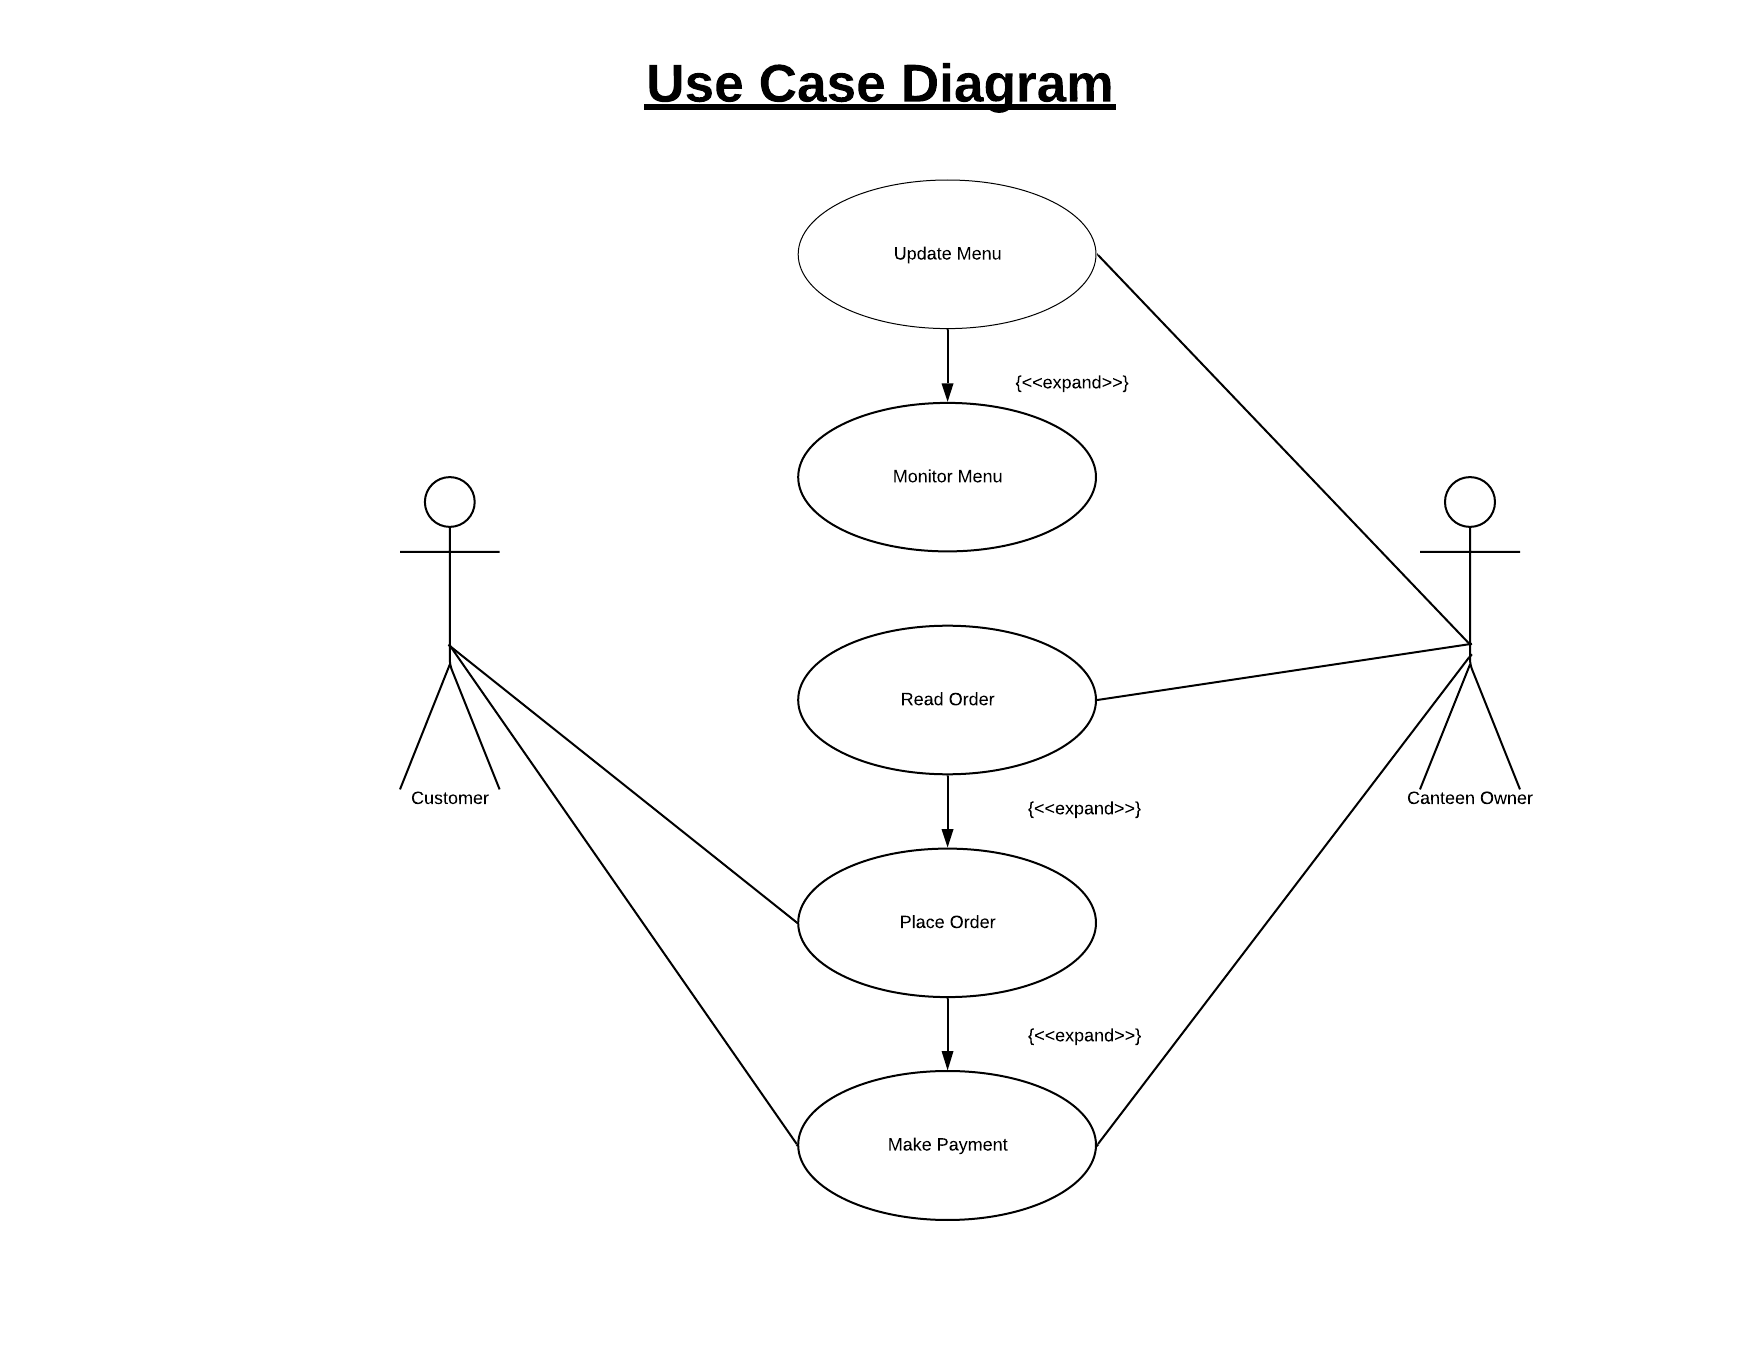 Use Case Diagram
Update Menu
{<<expand>>}
Monitor Menu
Read Order
Customer
Canteen Owner
{<<expand>>}
Place Order
{<<expand>>}
Make Payment